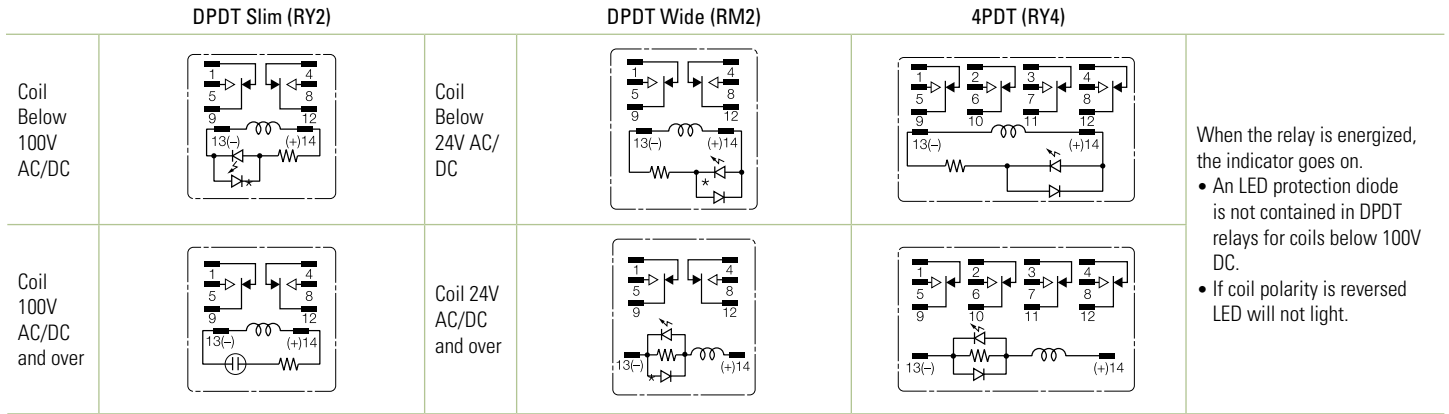 DPDT Slim (RY2)
DPDT Wide (RM2)
4PDT (RY4)
Coil
Below
100V
AC/DC
1 4
5 8
9 12
13(–) (+)14
*
Coil
Below
24V AC/
DC
1 4
5 8
9 12
13(–) (+)14
*
1 2 3 4
5 6 7 8
9 10 11 12
13(–) (+)14
When the relay is energized,
the indicator goes on.
• An LED protection diode
is not contained in DPDT
relays for coils below 100V
DC.
• If coil polarity is reversed
LED will not light.
Coil
100V
AC/DC
and over
1 4
5 8
9 12
13(–) (+)14
Coil 24V
AC/DC
and over
1 4
5 8
9 12
13(–) (+)14
*
1 2 3 4
5 6 7 8
9 10 11 12
13(–) (+)14